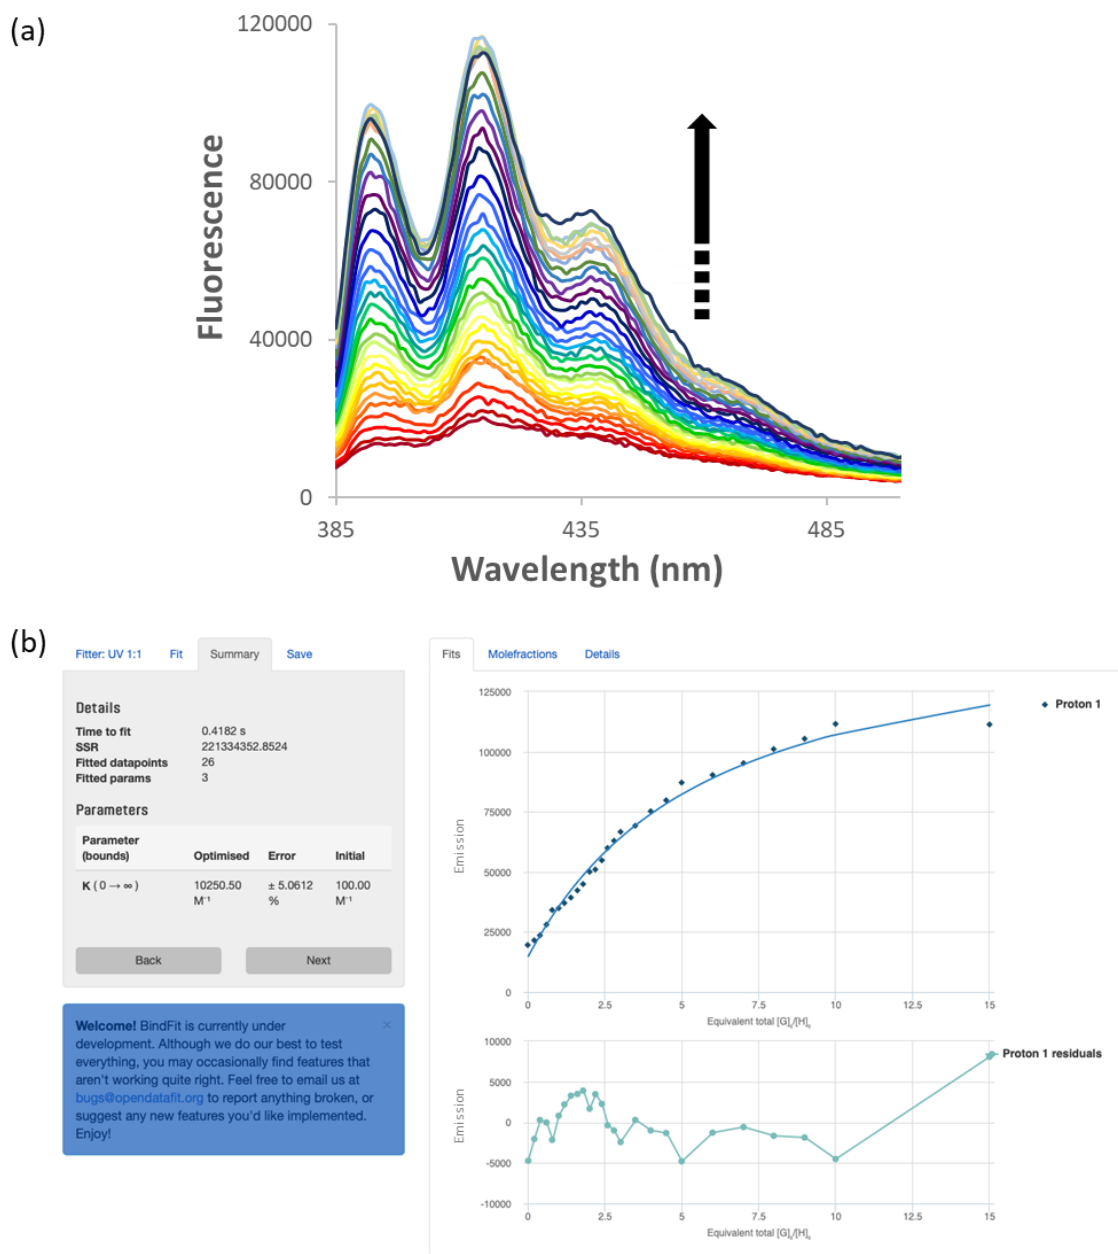 (a)
120000
80000
40000
0
Fluorescence
385
435
485
Wavelength (nm)
(b)
Fitter: UV 1:1 Fit Summary Save
Details
Time to fit 0.4182 s
SSR 221334352.8524
Fitted datapoints 26
Fitted params 3
Parameters
Parameter
(bounds) Optimised Error Initial
K ( 0 → ∞ ) 10250.50 ± 5.0612 100.00
M⁻¹ % M⁻¹
Back Next
Welcome! BindFit is currently under ×
development. Although we do our best to test
everything, you may occasionally find features that
aren't working quite right. Feel free to email us at
bugs@opendatafit.org to report anything broken, or
suggest any new features you'd like implemented.
Enjoy!
Fits Molefractions Details
125000
100000
75000
50000
25000
0
Emission
0 2.5 5 7.5 10 12.5 15
Equivalent total [G]₀/[H]₀
Proton 1
10000
5000
0
-5000
-10000
Emission
0 2.5 5 7.5 10 12.5 15
Equivalent total [G]₀/[H]₀
Proton 1 residuals